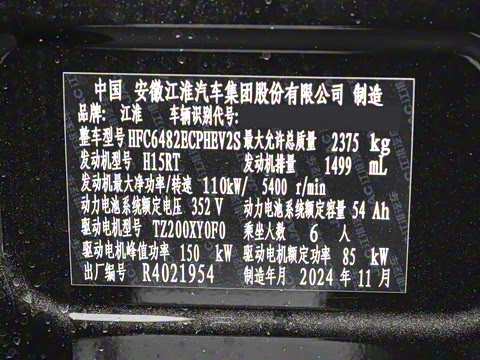 中国 安徽江淮汽车集团股份有限公司 制造
品牌: 江淮 车辆识别代号:
整车型号 HFC6482ECPHEV2S 最大允许总质量 2375 kg
发动机型号 H15RT 发动机排量 1499 mL
发动机最大净功率/转速 110kW/ 5400 r/min
动力电池系统额定电压 352 V 动力电池系统额定容量 54 Ah
驱动电机型号 TZ200XY0F0 乘坐人数 6 人
驱动电机峰值功率 150 kW 驱动电机额定功率 85 kW
出厂编号 R4021954 制造年月 2024 年 11 月